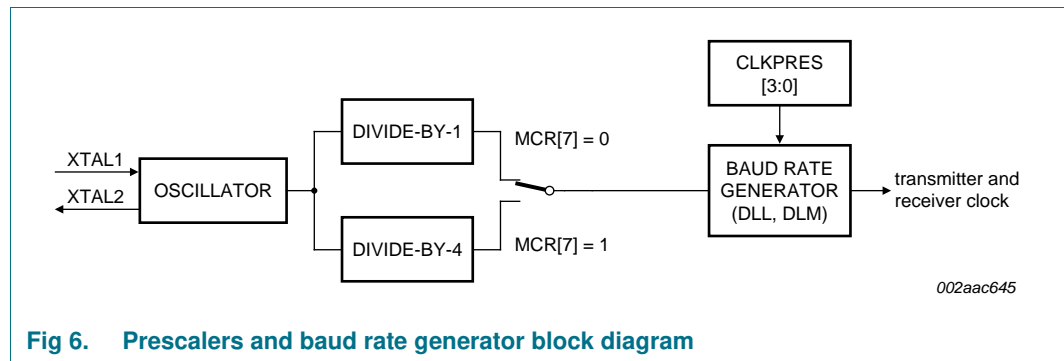 CLKPRES
[3:0]
DIVIDE-BY-1
MCR[7] = 0
XTAL1
XTAL2
OSCILLATOR
BAUD RATE
GENERATOR
(DLL, DLM)
transmitter and
receiver clock
DIVIDE-BY-4
MCR[7] = 1
002aac645
Fig 6. Prescalers and baud rate generator block diagram